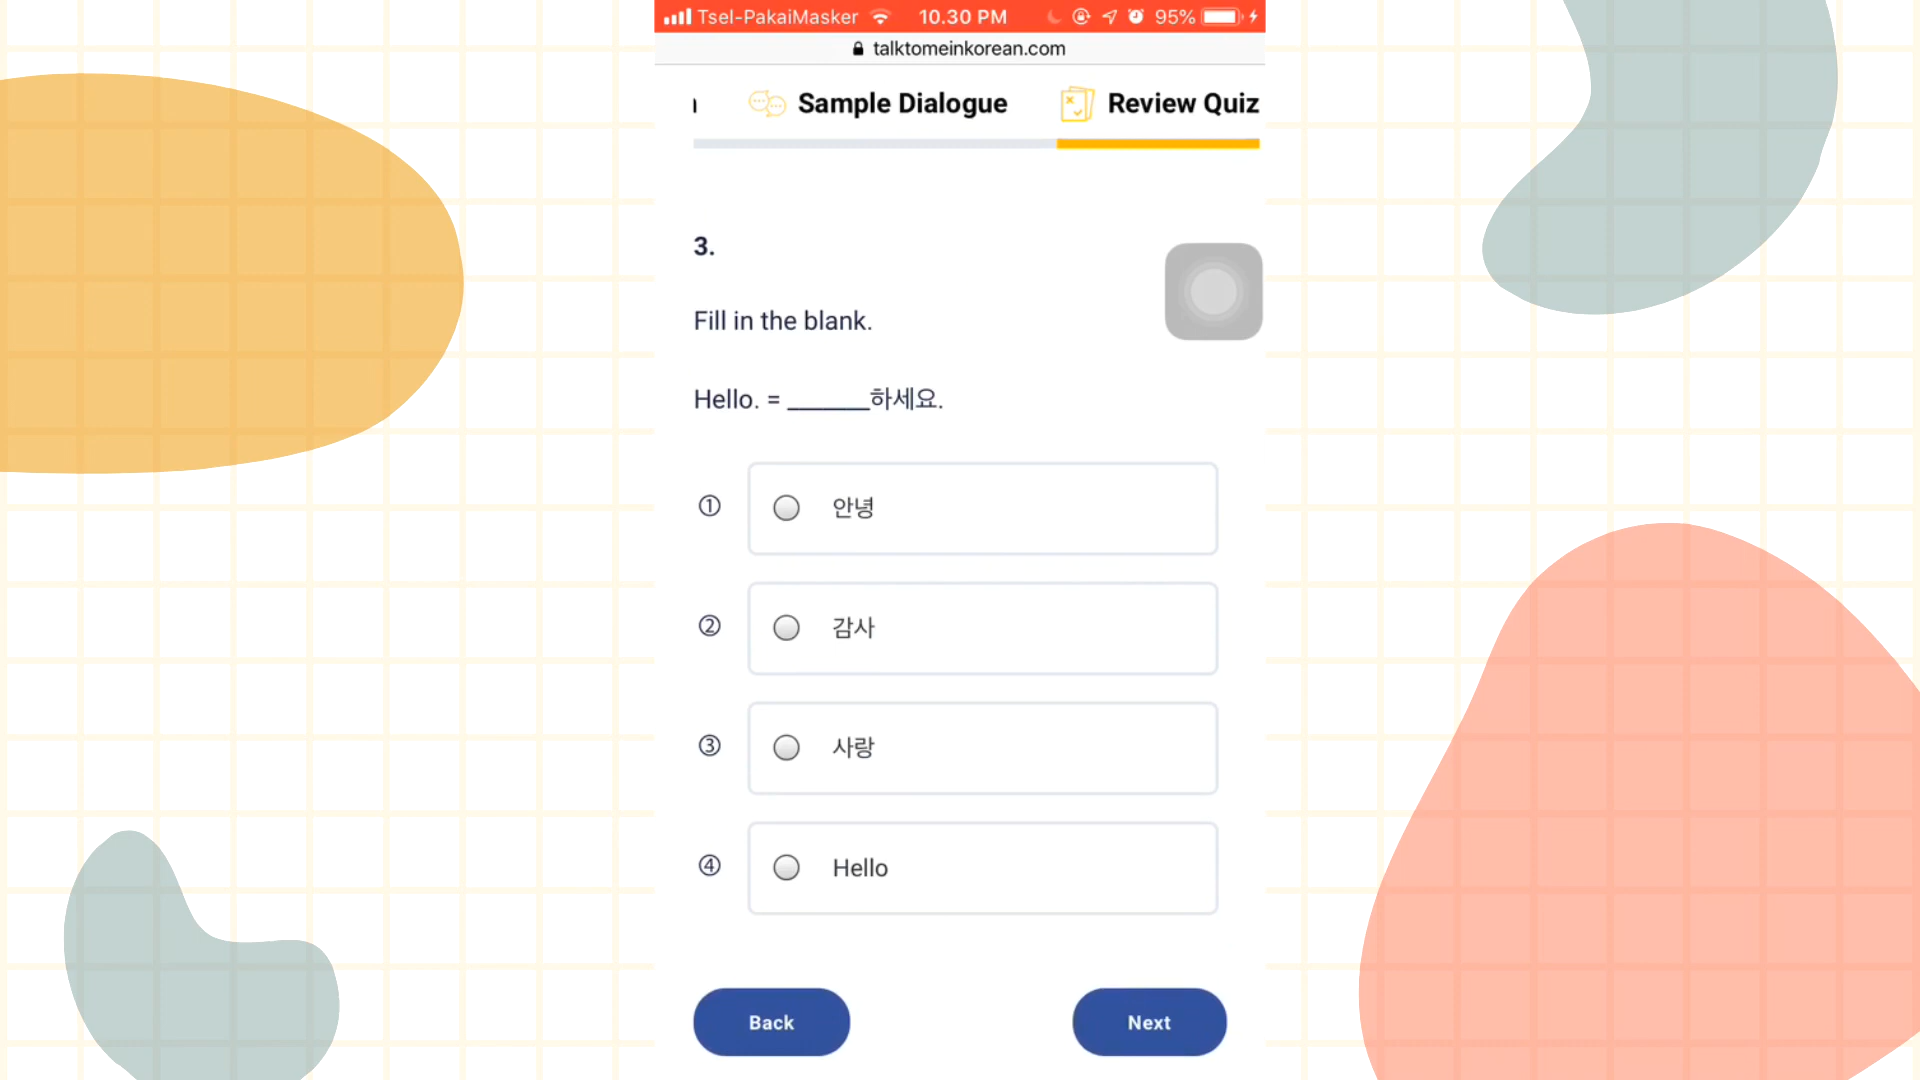 Tsel-PakaiMasker 10.30 PM 95%
talktomeinkorean.com
Sample Dialogue Review Quiz
3.
Fill in the blank.
Hello. = _______하세요.
① 안녕
② 감사
③ 사랑
④ Hello
Back Next